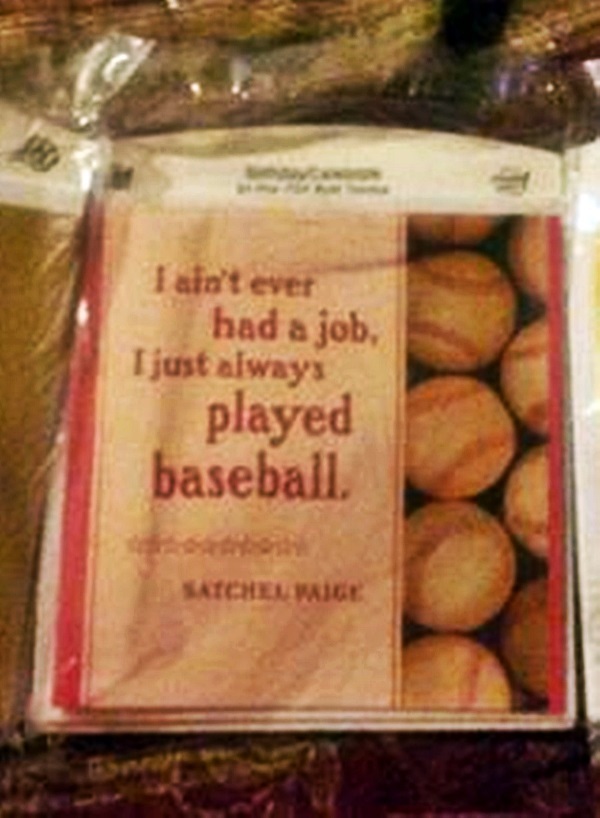 I ain't ever
had a job,
I just always
played
baseball.
SATCHEL PAIGE